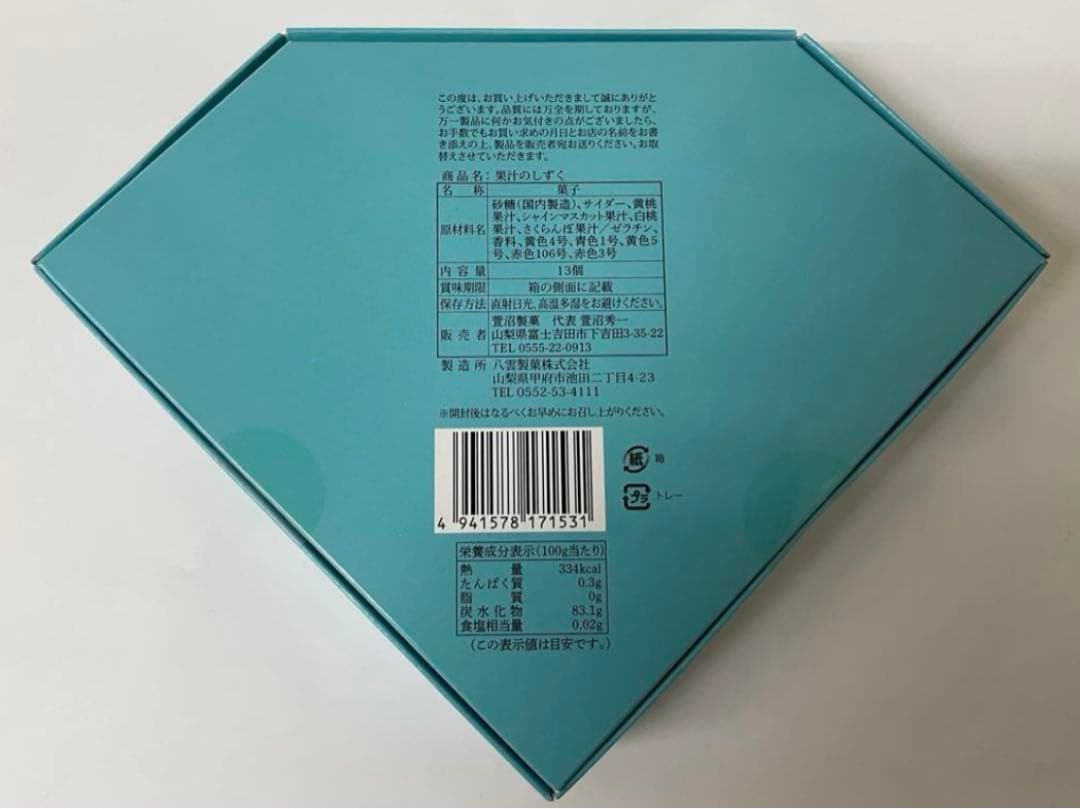 この度は、お買い上げいただきまして誠にありがと
うございます。品質には万全を期しておりますが、
万一製品に何かお気付きの点がございましたら、
お手数でもお買い求めの月日とお店の名前をお書
き添えの上、製品を販売者宛お送りください。お取
替えさせていただきます。
商品名：果汁のしずく
名称 菓子
原材料名 砂糖（国内製造）、サイダー、黄桃
果汁、シャインマスカット果汁、白桃
果汁、さくらんぼ果汁／ゼラチン、
香料、黄色4号、青色1号、黄色5
号、赤色106号、赤色3号
内容量 13個
賞味期限 箱の側面に記載
保存方法 直射日光、高温多湿をお避けください。
販売者 萱沼製菓 代表 萱沼秀一
山梨県富士吉田市下吉田3-35-22
TEL 0555-22-0913
製造所 八雲製菓株式会社
山梨県甲府市池田二丁目4-23
TEL 0552-53-4111
※開封後はなるべくお早めにお召し上がりください。
4 941578 171531
紙 箱
プラ トレー
栄養成分表示（100g当たり）
熱量 334kcal
たんぱく質 0.3g
脂質 0g
炭水化物 83.1g
食塩相当量 0.02g
（この表示値は目安です。）